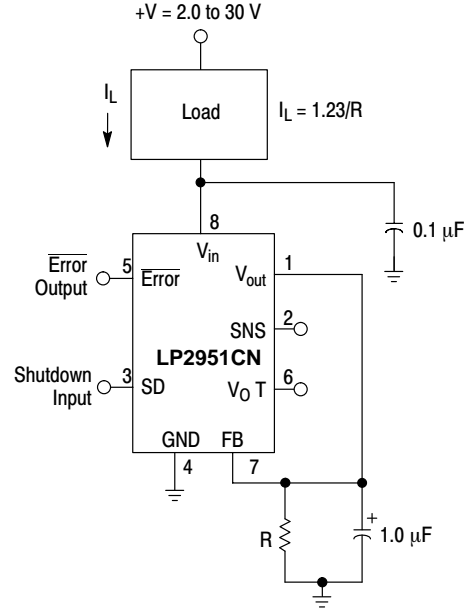 +V = 2.0 to 30 V
I_L
Load
I_L = 1.23/R
8
0.1 μF
V_in
Error
Output
5
Error
V_out
1
SNS
2
LP2951CN
Shutdown
Input
3
SD
V_O T
6
GND
FB
4
7
R
+
1.0 μF